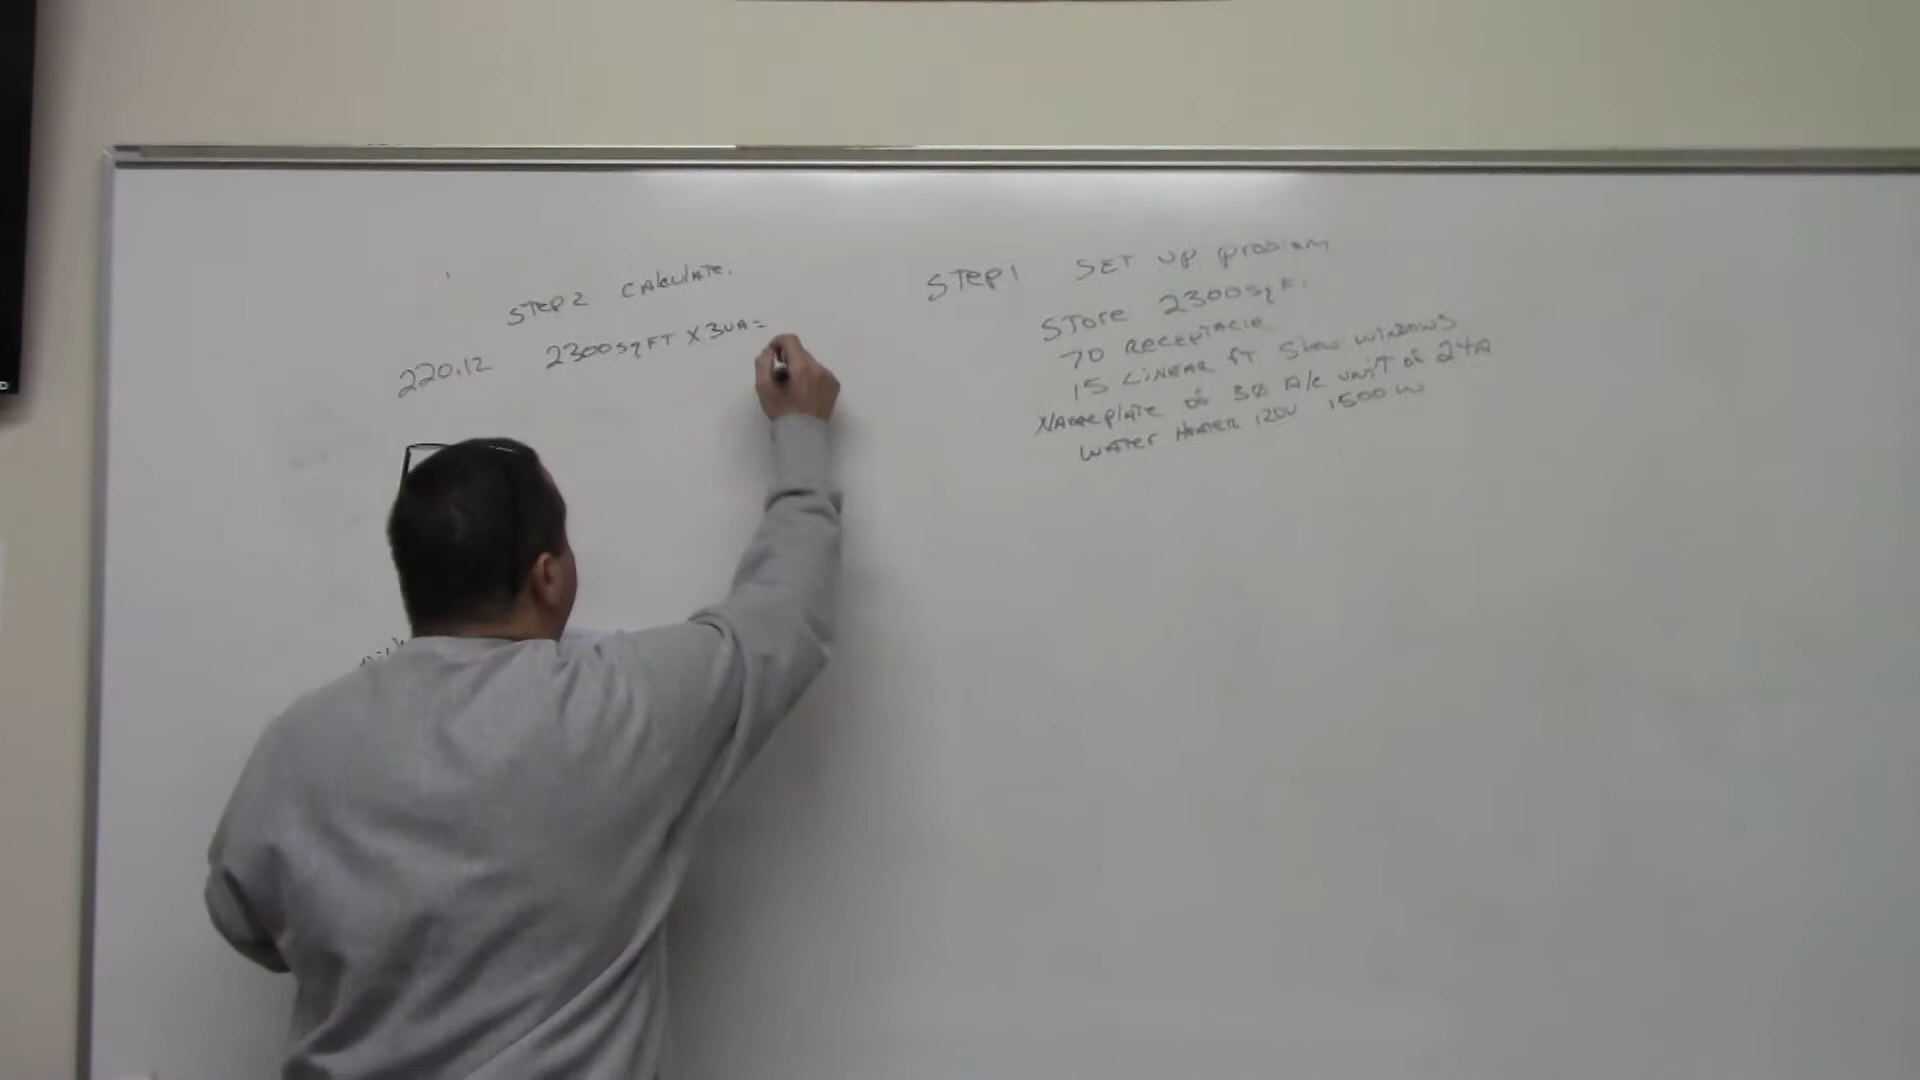 STEP 2 CAlculATE.
220.12 2300 sq FT X 3VA =
STEP 1 SET UP problem
STore 2300 sq F.
70 RECEPTACLE
15 LiNEAR FT Show windows
NAmeplate of 3Ø A/C unit of 24A
WATer HeATER 120V 1500 W